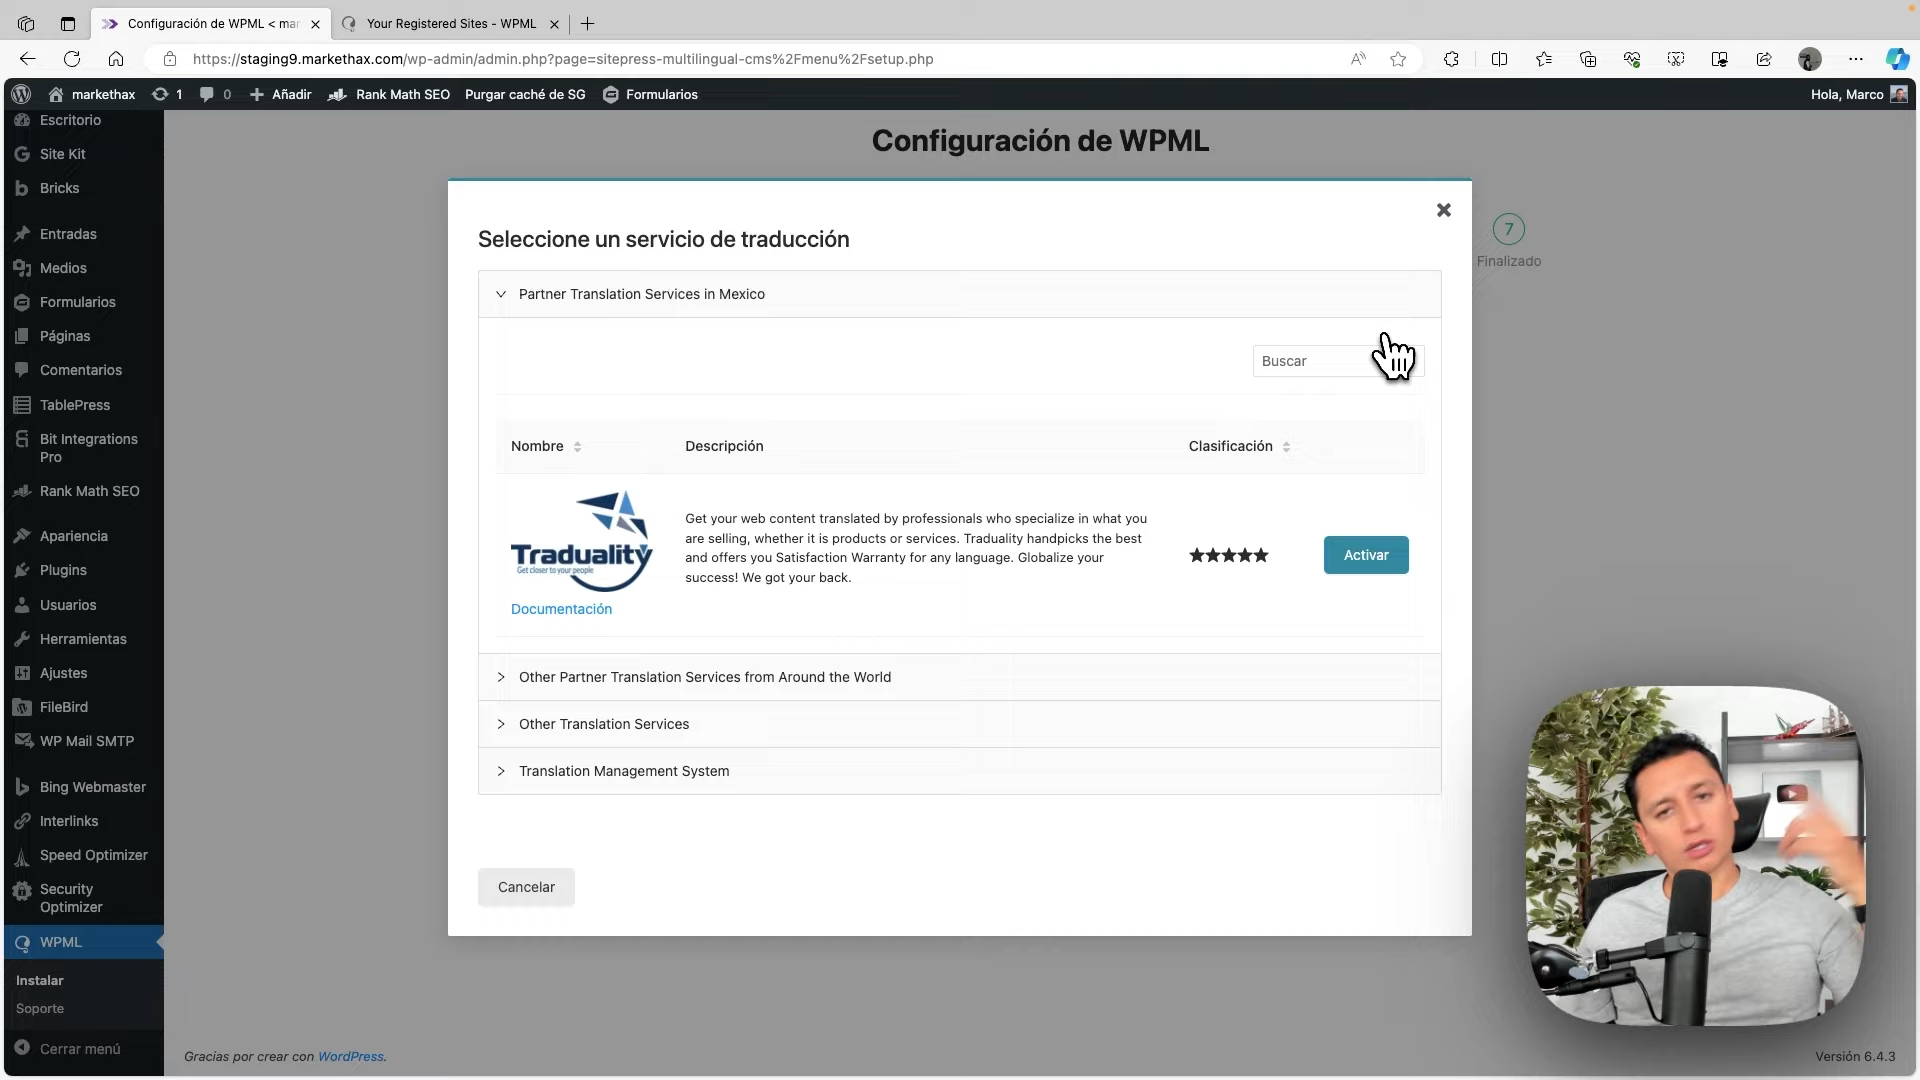 Configuración de WPML < mar
Your Registered Sites - WPML
https://staging9.markethax.com/wp-admin/admin.php?page=sitepress-multilingual-cms%2Fmenu%2Fsetup.php
markethax
1
0
Añadir
Rank Math SEO
Purgar caché de SG
Formularios
Hola, Marco
Escritorio
Site Kit
Bricks
Entradas
Medios
Formularios
Páginas
Comentarios
TablePress
Bit Integrations
Pro
Rank Math SEO
Apariencia
Plugins
Usuarios
Herramientas
Ajustes
FileBird
WP Mail SMTP
Bing Webmaster
Interlinks
Speed Optimizer
Security
Optimizer
WPML
Instalar
Soporte
Cerrar menú
Configuración de WPML
7
Finalizado
Seleccione un servicio de traducción
Partner Translation Services in Mexico
Buscar
Nombre
Descripción
Clasificación
Traduality
Get closer to your people
Get your web content translated by professionals who specialize in what you
are selling, whether it is products or services. Traduality handpicks the best
and offers you Satisfaction Warranty for any language. Globalize your
success! We got your back.
Activar
Documentación
Other Partner Translation Services from Around the World
Other Translation Services
Translation Management System
Cancelar
Gracias por crear con WordPress.
Versión 6.4.3